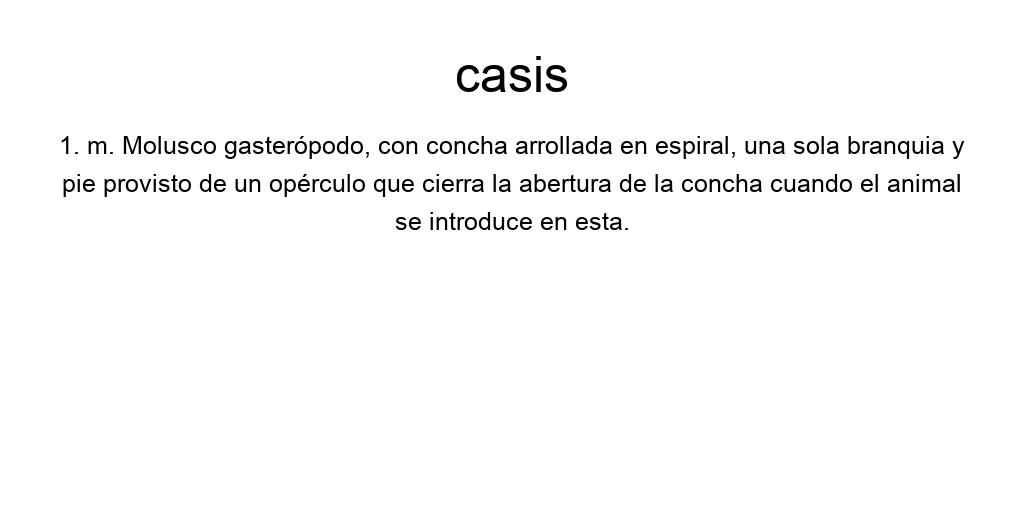 casis
1. m. Molusco gasterópodo, con concha arrollada en espiral, una sola branquia y
pie provisto de un opérculo que cierra la abertura de la concha cuando el animal
se introduce en esta.